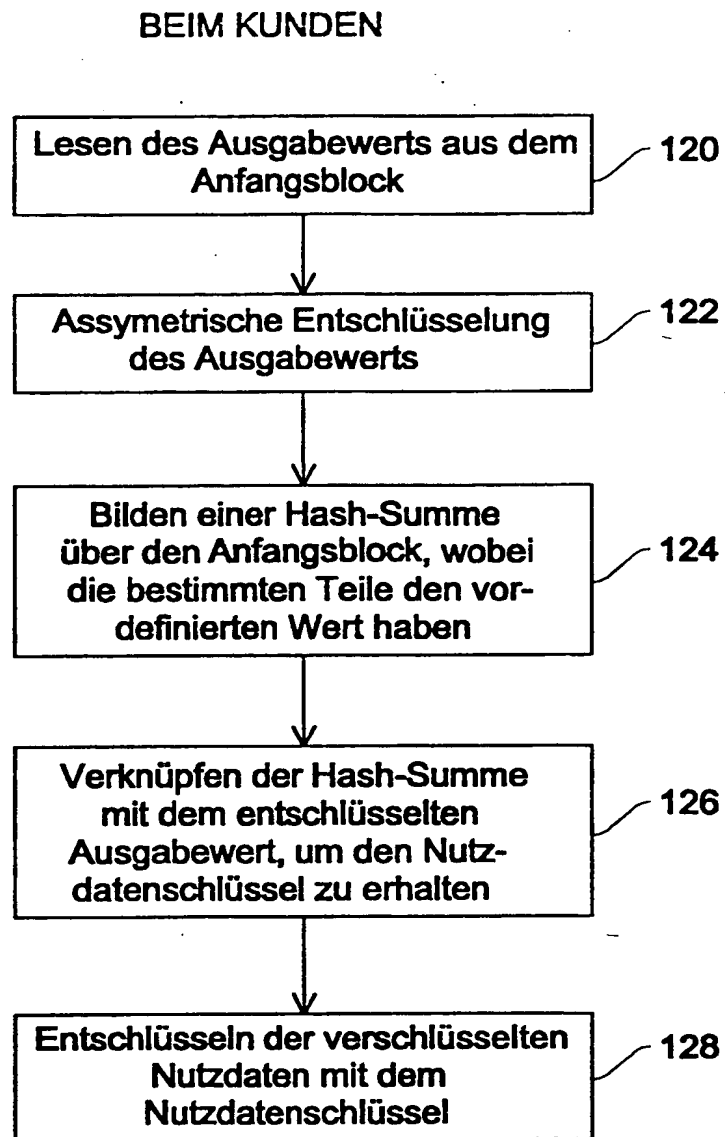 BEIM KUNDEN
Lesen des Ausgabewerts aus dem
Anfangsblock
120
Assymetrische Entschlüsselung
des Ausgabewerts
122
Bilden einer Hash-Summe
über den Anfangsblock, wobei
die bestimmten Teile den vor-
definierten Wert haben
124
Verknüpfen der Hash-Summe
mit dem entschlüsselten
Ausgabewert, um den Nutz-
datenschlüssel zu erhalten
126
Entschlüsseln der verschlüsselten
Nutzdaten mit dem
Nutzdatenschlüssel
128